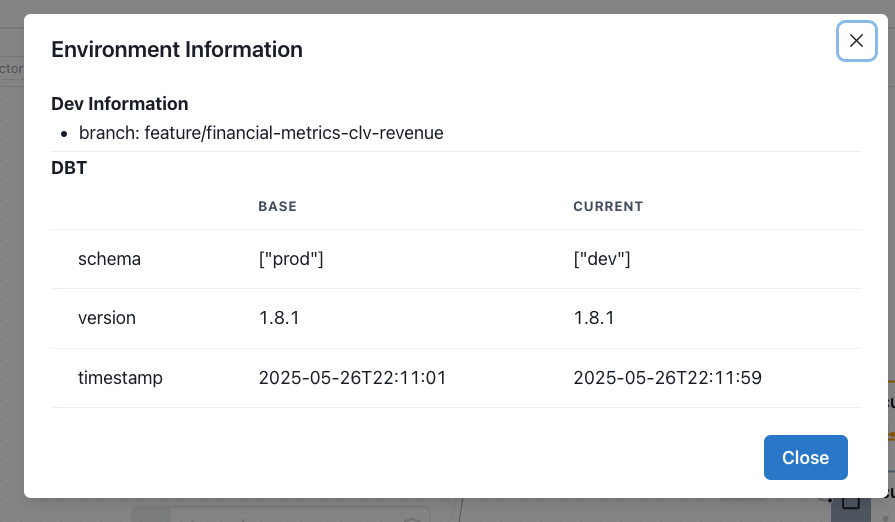 Environment Information
Dev Information
• branch: feature/financial-metrics-clv-revenue
DBT
BASE CURRENT
schema ["prod"] ["dev"]
version 1.8.1 1.8.1
timestamp 2025-05-26T22:11:01 2025-05-26T22:11:59
Close